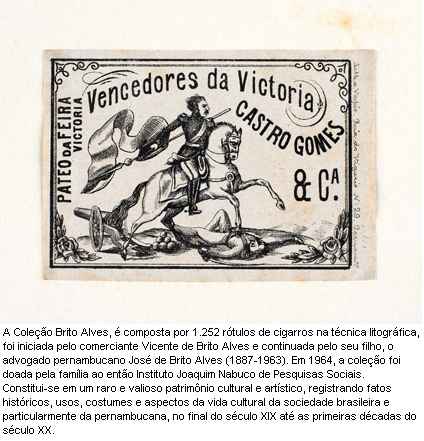 Vencedores da Victoria
PATEO DA FEIRA
VICTORIA
CASTRO GOMES
& CA.
A Coleção Brito Alves, é composta por 1.252 rótulos de cigarros na técnica litográfica,
foi iniciada pelo comerciante Vicente de Brito Alves e continuada pelo seu filho, o
advogado pernambucano José de Brito Alves (1887-1963). Em 1964, a coleção foi
doada pela família ao então Instituto Joaquim Nabuco de Pesquisas Sociais.
Constitui-se em um raro e valioso patrimônio cultural e artístico, registrando fatos
históricos, usos, costumes e aspectos da vida cultural da sociedade brasileira e
particularmente da pernambucana, no final do século XIX até as primeiras décadas do
século XX.